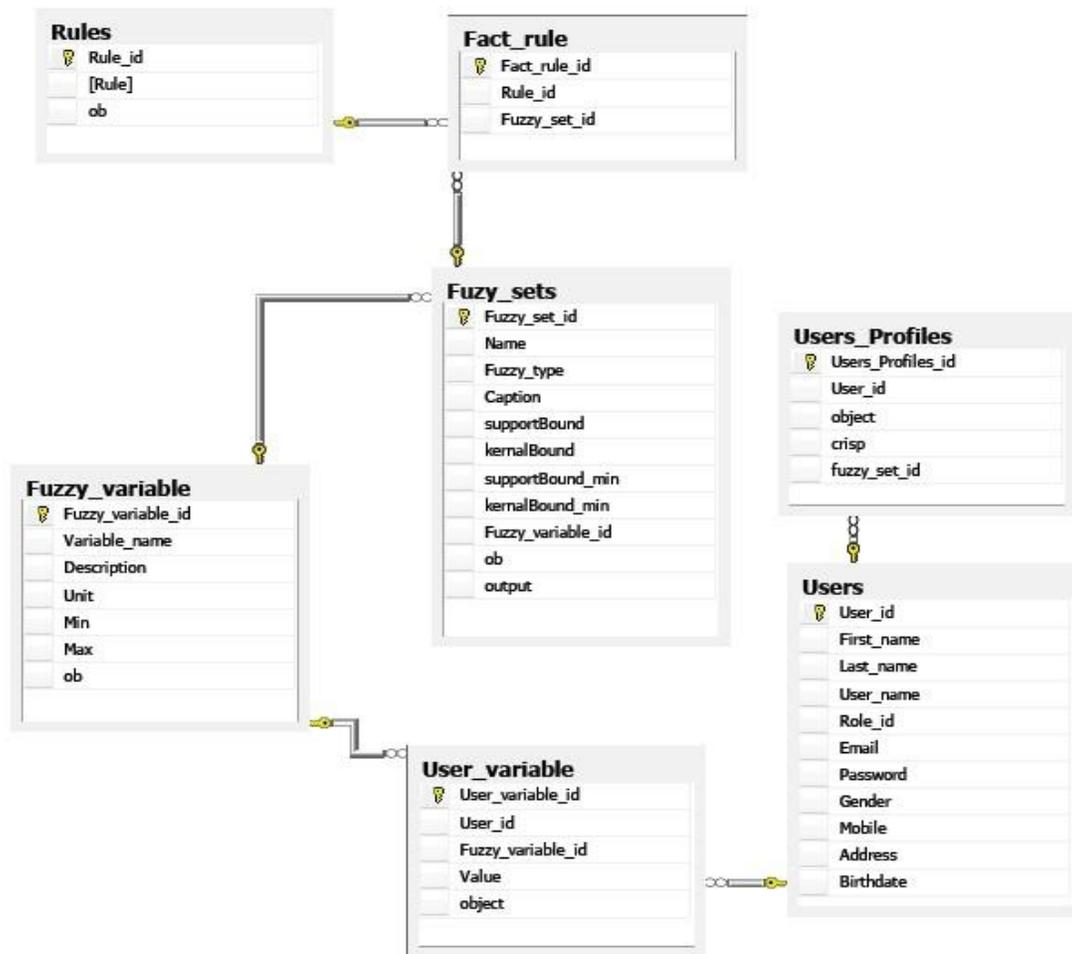 Rules
Rule_id
[Rule]
ob
Fact_rule
Fact_rule_id
Rule_id
Fuzzy_set_id
Fuzy_sets
Fuzzy_set_id
Name
Fuzzy_type
Caption
supportBound
kernalBound
supportBound_min
kernalBound_min
Fuzzy_variable_id
ob
output
Users_Profiles
Users_Profiles_id
User_id
object
crisp
fuzzy_set_id
Fuzzy_variable
Fuzzy_variable_id
Variable_name
Description
Unit
Min
Max
ob
Users
User_id
First_name
Last_name
User_name
Role_id
Email
Password
Gender
Mobile
Address
Birthdate
User_variable
User_variable_id
User_id
Fuzzy_variable_id
Value
object